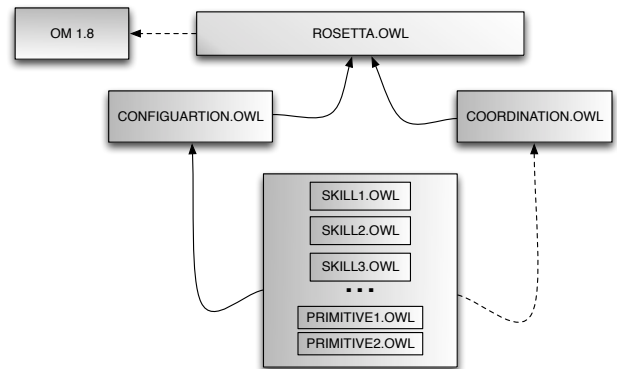 OM 1.8
ROSETTA.OWL
CONFIGUARTION.OWL
COORDINATION.OWL
SKILL1.OWL
SKILL2.OWL
SKILL3.OWL
...
PRIMITIVE1.OWL
PRIMITIVE2.OWL